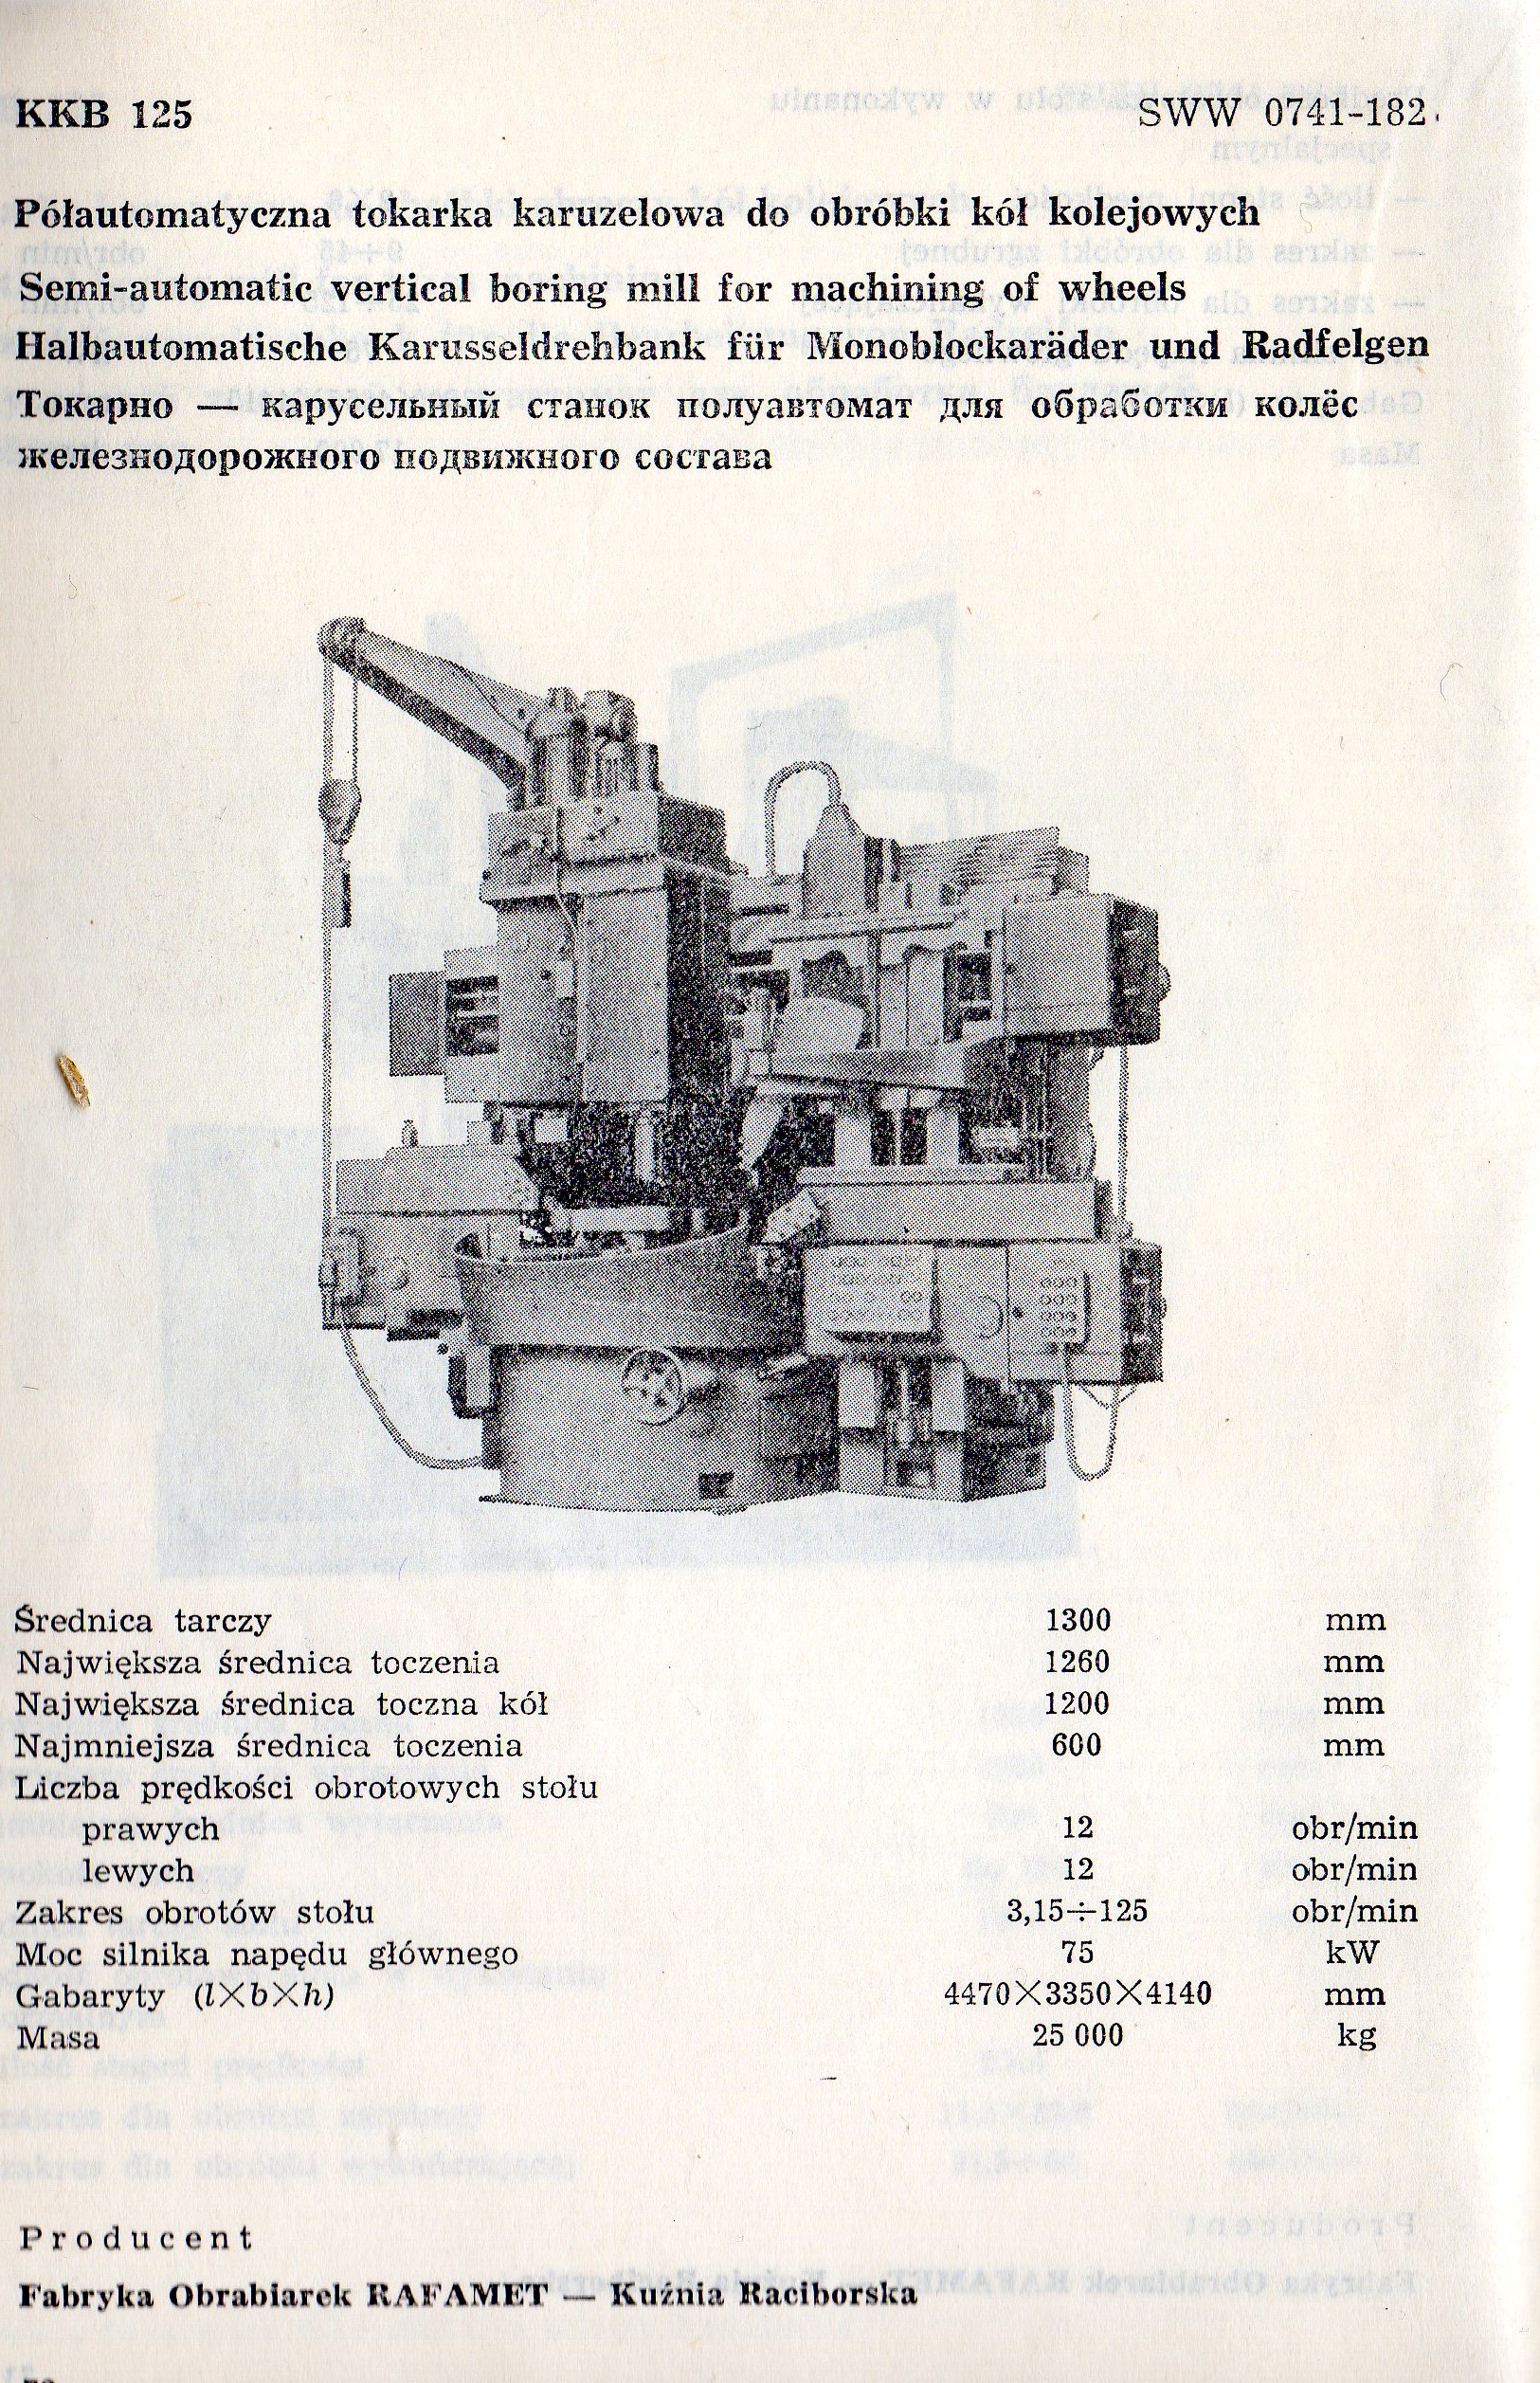 KKB 125 SWW 0741-182
Półautomatyczna tokarka karuzelowa do obróbki kół kolejowych
Semi-automatic vertical boring mill for machining of wheels
Halbautomatische Karusseldrehbank für Monoblockaräder und Radfelgen
Токарно — карусельный станок полуавтомат для обработки колёс
железнодорожного подвижного состава
Średnica tarczy 1300 mm
Największa średnica toczenia 1260 mm
Największa średnica toczna kół 1200 mm
Najmniejsza średnica toczenia 600 mm
Liczba prędkości obrotowych stołu
prawych 12 obr/min
lewych 12 obr/min
Zakres obrotów stołu 3,15÷125 obr/min
Moc silnika napędu głównego 75 kW
Gabaryty (l×b×h) 4470×3350×4140 mm
Masa 25 000 kg
Producent
Fabryka Obrabiarek RAFAMET — Kuźnia Raciborska